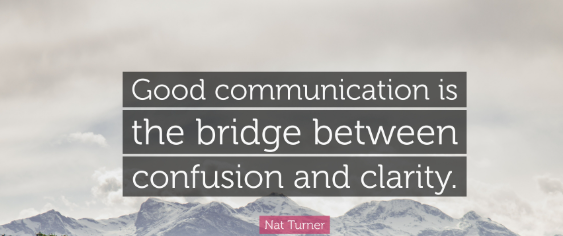 Good communication is
the bridge between
confusion and clarity.
Nat Turner